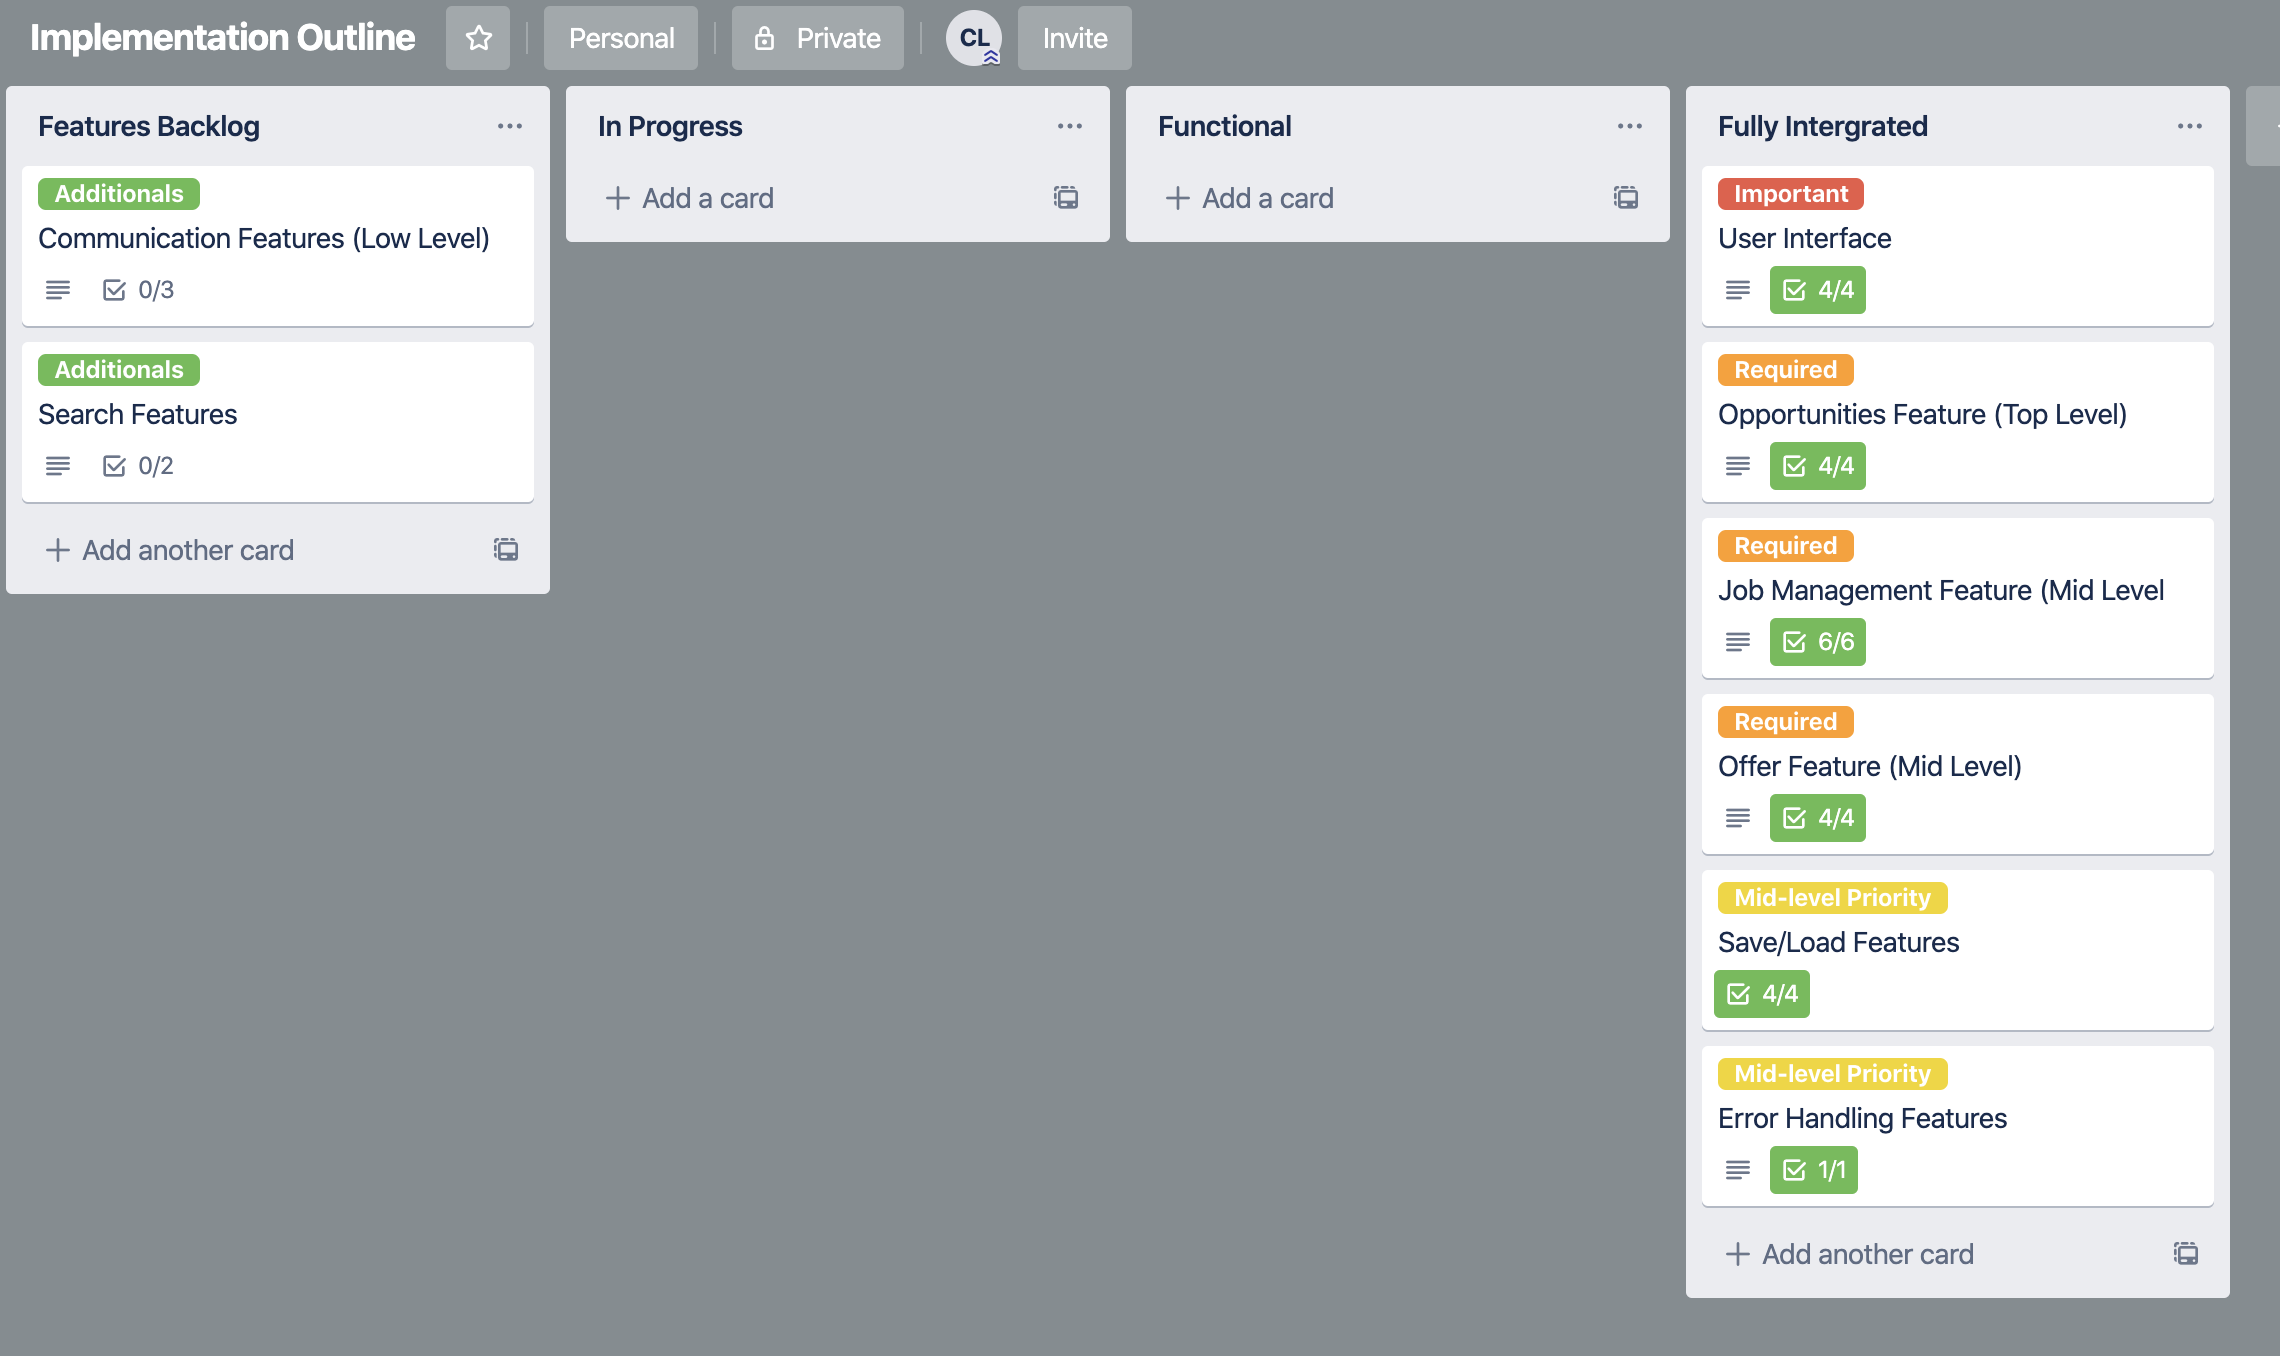 Implementation Outline
Personal
Private
CL
Invite
Features Backlog
Additionals
Communication Features (Low Level)
0/3
Additionals
Search Features
0/2
Add another card
In Progress
Add a card
Functional
Add a card
Fully Intergrated
Important
User Interface
4/4
Required
Opportunities Feature (Top Level)
4/4
Required
Job Management Feature (Mid Level
6/6
Required
Offer Feature (Mid Level)
4/4
Mid-level Priority
Save/Load Features
4/4
Mid-level Priority
Error Handling Features
1/1
Add another card